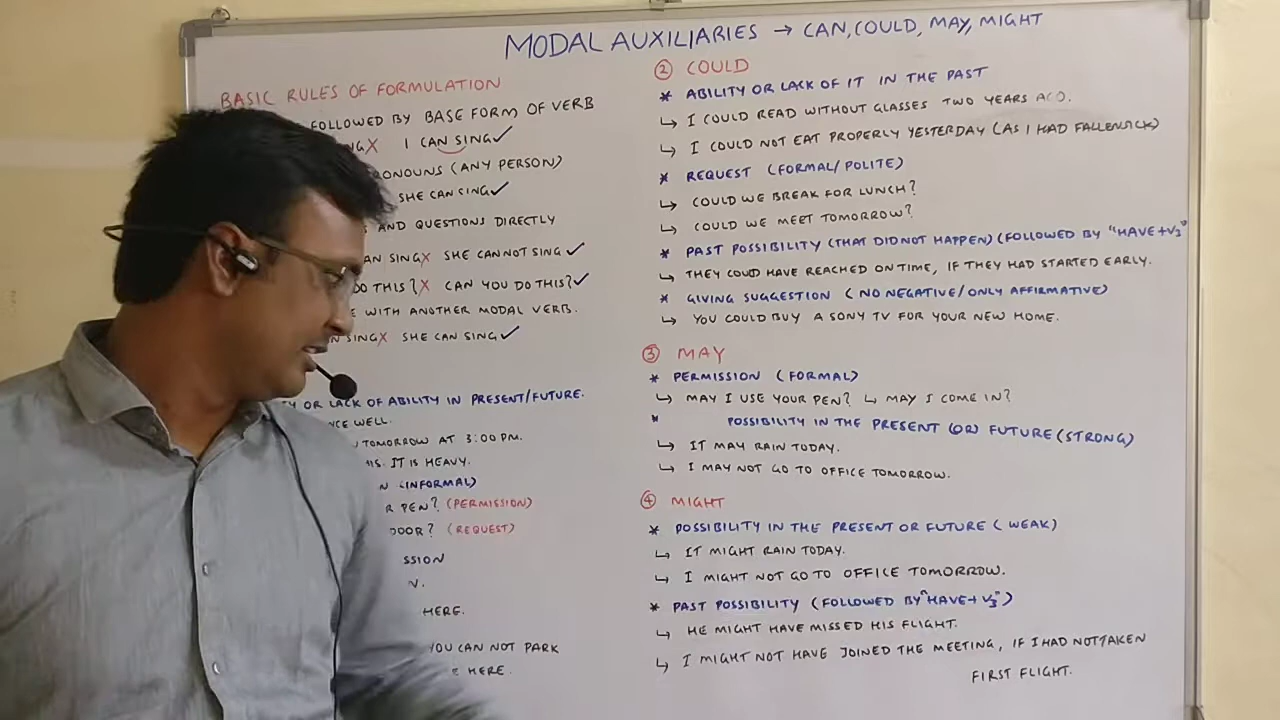 MODAL AUXILIARIES → CAN, COULD, MAY, MIGHT
BASIC RULES OF FORMULATION
FOLLOWED BY BASE FORM OF VERB
X I CAN SING ✓
(ANY PERSON)
SHE CAN SING ✓
AND QUESTIONS DIRECTLY
SING X SHE CANNOT SING ✓
DO THIS? X CAN YOU DO THIS? ✓
WITH ANOTHER MODAL VERB.
SING X SHE CAN SING ✓
OR LACK OF ABILITY IN PRESENT/FUTURE.
WELL.
TOMORROW AT 3:00 PM.
IT IS HEAVY.
(INFORMAL)
PEN? (PERMISSION)
(REQUEST)
HERE.
YOU CAN NOT PARK
HERE.
② COULD
* ABILITY OR LACK OF IT IN THE PAST
↳ I COULD READ WITHOUT GLASSES TWO YEARS AGO.
↳ I COULD NOT EAT PROPERLY YESTERDAY (AS I HAD FALLEN SICK)
* REQUEST (FORMAL/POLITE)
↳ COULD WE BREAK FOR LUNCH?
↳ COULD WE MEET TOMORROW?
* PAST POSSIBILITY (THAT DID NOT HAPPEN) (FOLLOWED BY "HAVE+V3"
↳ THEY COULD HAVE REACHED ON TIME, IF THEY HAD STARTED EARLY.
* GIVING SUGGESTION (NO NEGATIVE/ONLY AFFIRMATIVE)
↳ YOU COULD BUY A SONY TV FOR YOUR NEW HOME.
③ MAY
* PERMISSION (FORMAL)
↳ MAY I USE YOUR PEN? ↳ MAY I COME IN?
* POSSIBILITY IN THE PRESENT (OR) FUTURE (STRONG)
↳ IT MAY RAIN TODAY.
↳ I MAY NOT GO TO OFFICE TOMORROW.
④ MIGHT
* POSSIBILITY IN THE PRESENT OR FUTURE (WEAK)
↳ IT MIGHT RAIN TODAY.
↳ I MIGHT NOT GO TO OFFICE TOMORROW.
* PAST POSSIBILITY (FOLLOWED BY "HAVE+V3")
↳ HE MIGHT HAVE MISSED HIS FLIGHT.
↳ I MIGHT NOT HAVE JOINED THE MEETING, IF I HAD NOT TAKEN
FIRST FLIGHT.